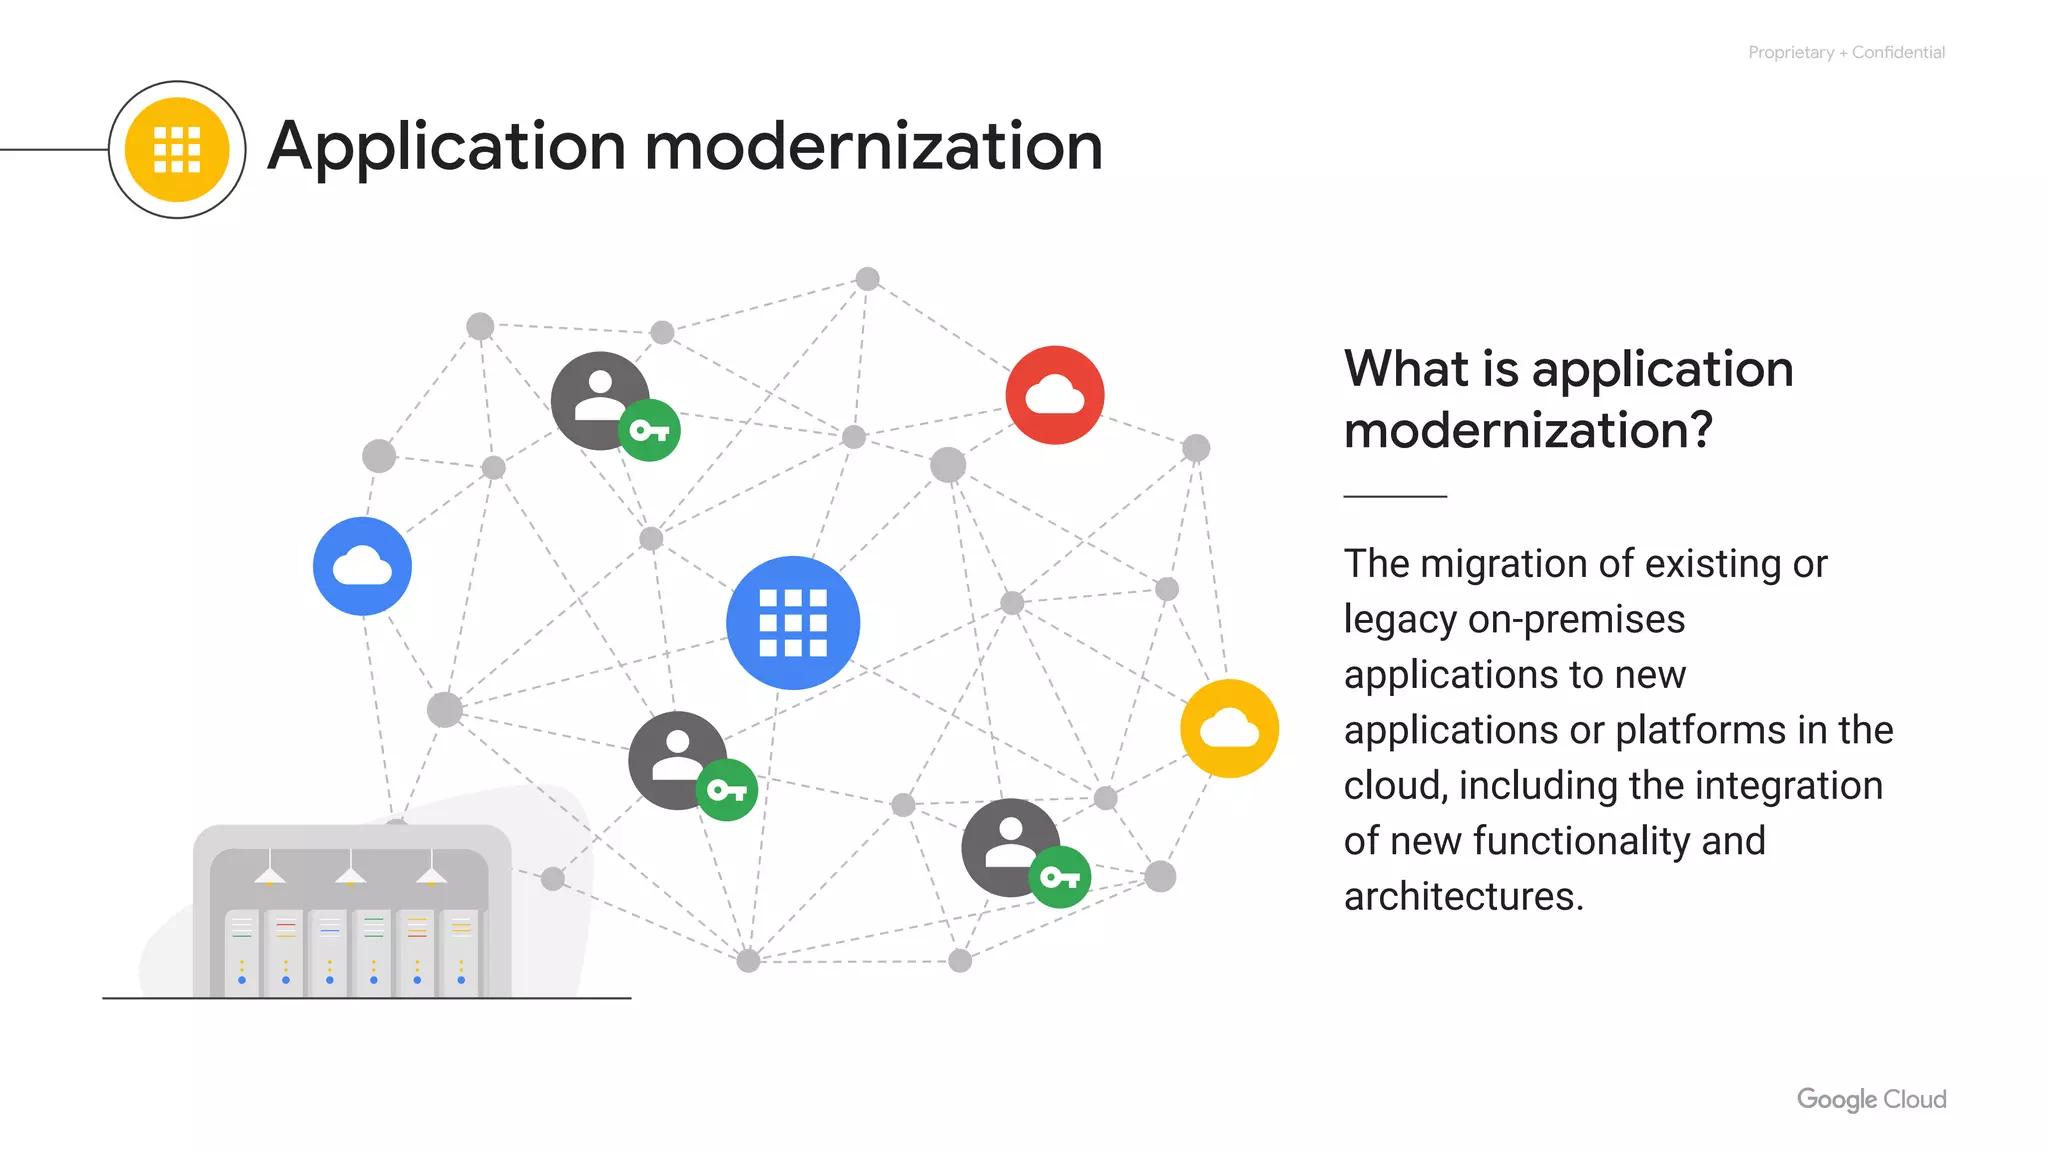 Proprietary + Confidential
Application modernization
What is application
modernization?
The migration of existing or
legacy on-premises
applications to new
applications or platforms in the
cloud, including the integration
of new functionality and
architectures.
Google Cloud